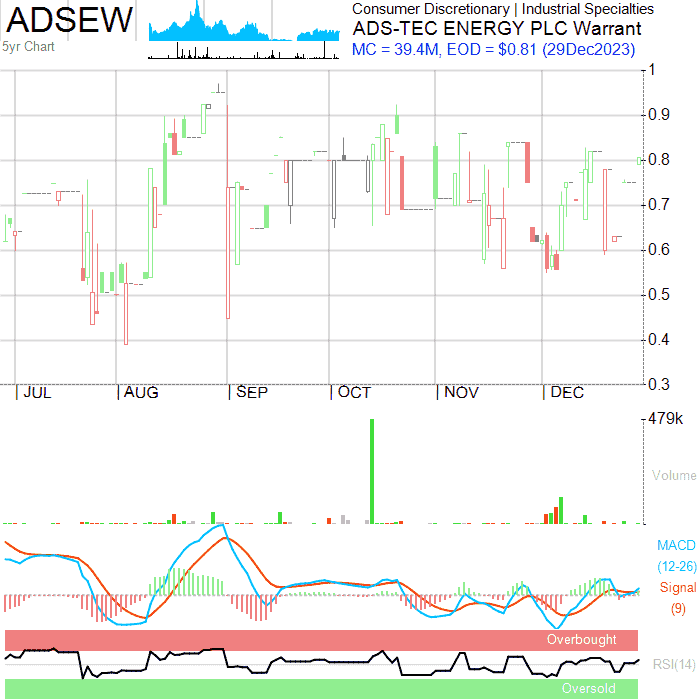 ADSEW
5yr Chart
Consumer Discretionary | Industrial Specialties
ADS-TEC ENERGY PLC Warrant
MC = 39.4M, EOD = $0.81 (29Dec2023)
1
0.9
0.8
0.7
0.6
0.5
0.4
0.3
JUL AUG SEP OCT NOV DEC
479k
Volume
MACD
(12-26)
Signal
(9)
Overbought
RSI(14)
Oversold